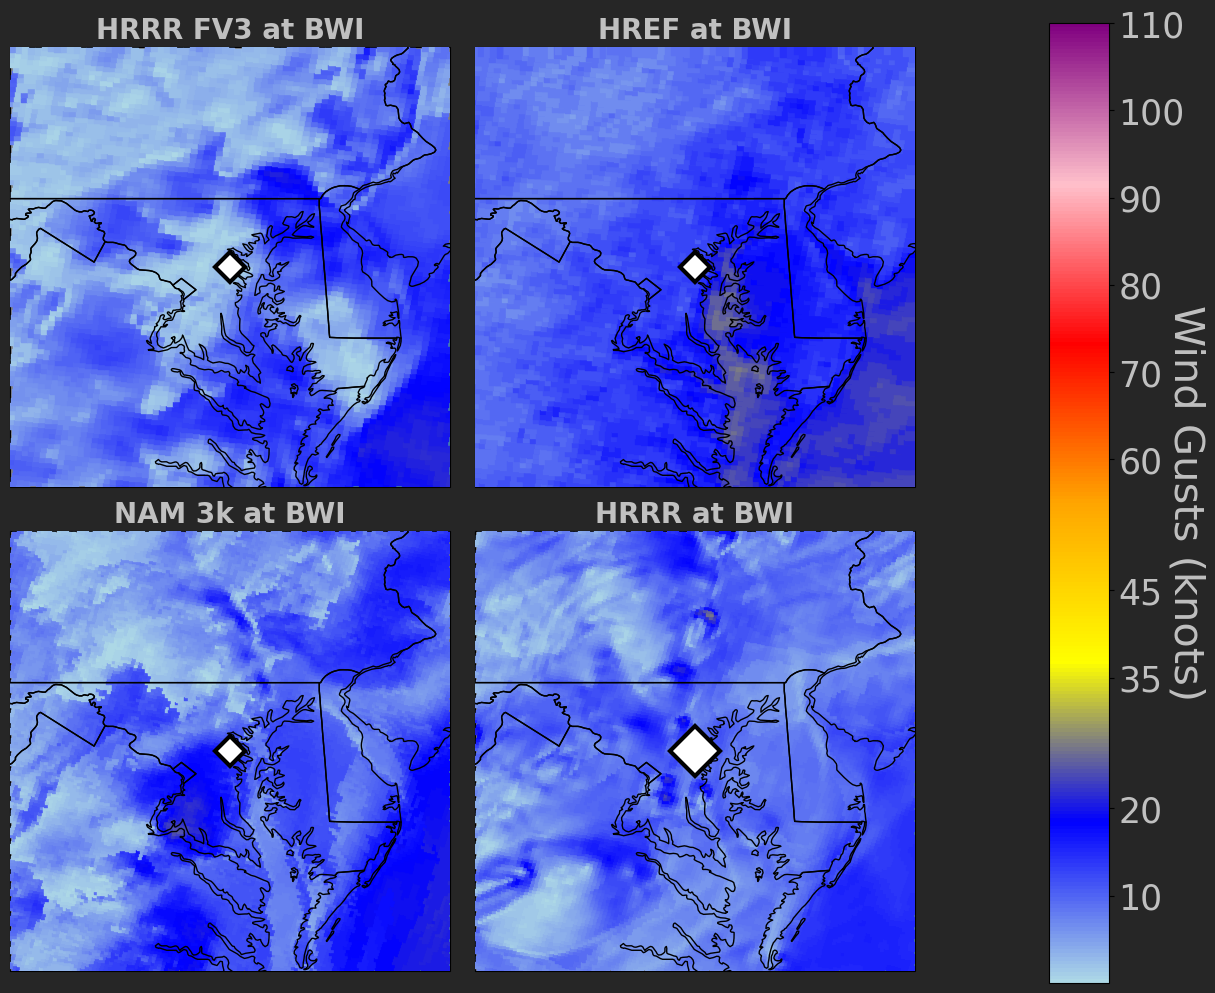 HRRR FV3 at BWI
HREF at BWI
NAM 3k at BWI
HRRR at BWI
110
100
90
80
70
60
45
35
20
10
Wind Gusts (knots)